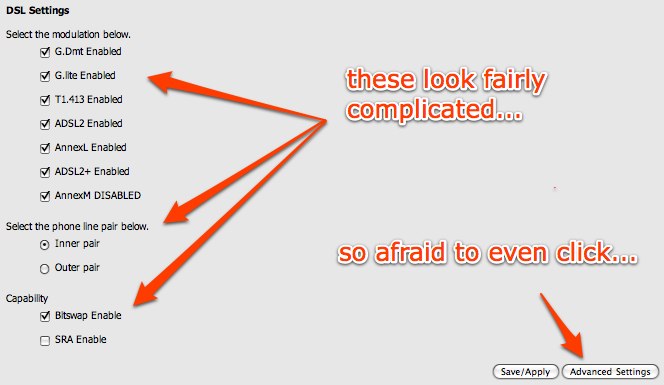 DSL Settings
Select the modulation below.
G.Dmt Enabled
G.lite Enabled
T1.413 Enabled
ADSL2 Enabled
AnnexL Enabled
ADSL2+ Enabled
AnnexM DISABLED
these look fairly
complicated...
Select the phone line pair below.
Inner pair
Outer pair
so afraid to even click...
Capability
Bitswap Enable
SRA Enable
Save/Apply Advanced Settings